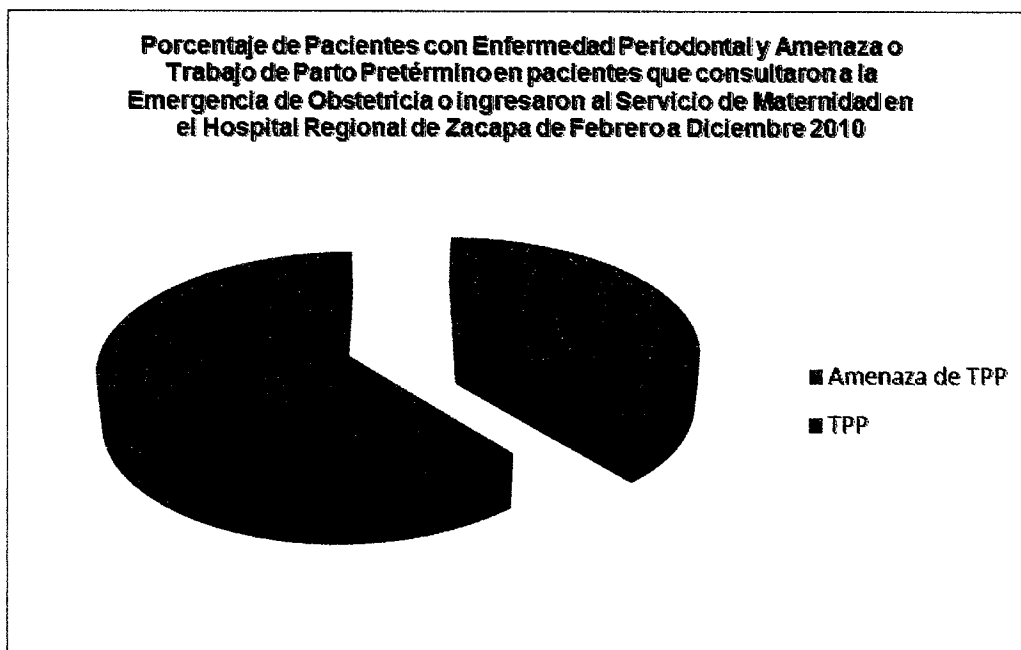 Porcentaje de Pacientes con Enfermedad Periodontal y Amenaza o
Trabajo de Parto Pretérmino en pacientes que consultaron a la
Emergencia de Obstetricia o ingresaron al Servicio de Maternidad en
el Hospital Regional de Zacapa de Febrero a Diciembre 2010
Amenaza de TPP
TPP